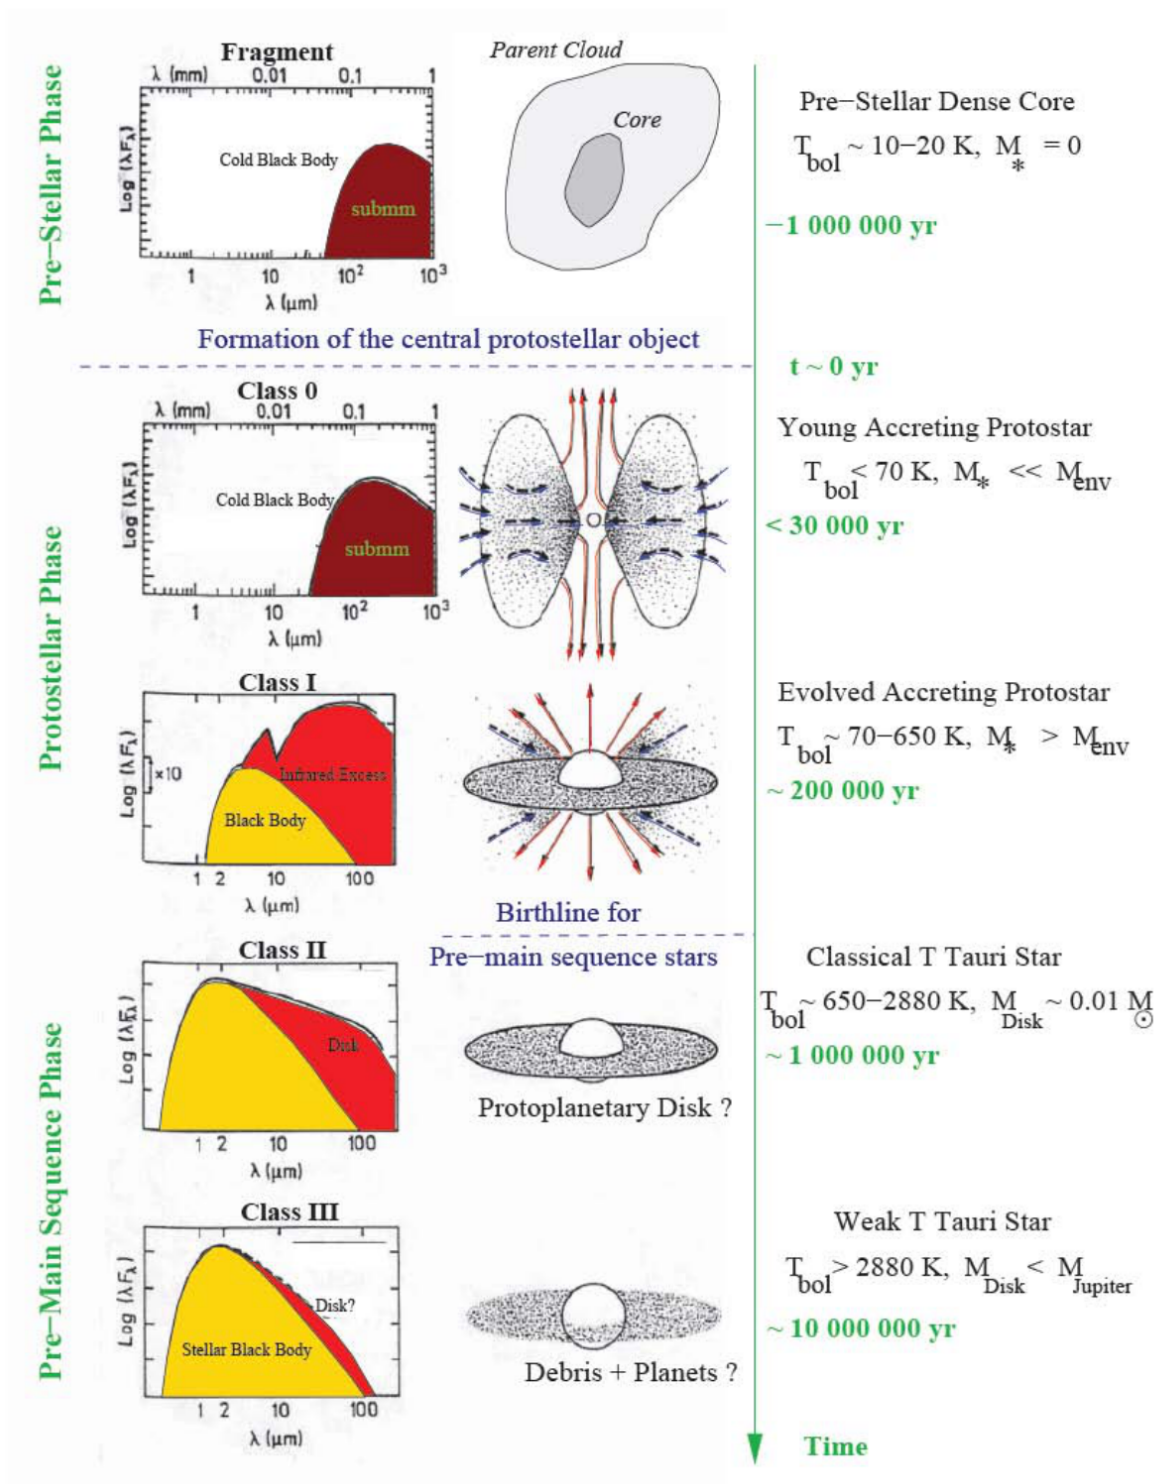 Pre−Stellar Phase
Fragment
λ (mm) 0.01 0.1 1
Log (λFλ)
Cold Black Body
submm
1 10 10² 10³
λ (μm)
Parent Cloud
Core
Pre−Stellar Dense Core
Tbol ~ 10−20 K, M* = 0
−1 000 000 yr
Formation of the central protostellar object
t ~ 0 yr
Protostellar Phase
Class 0
λ (mm) 0.01 0.1 1
Log (λFλ)
Cold Black Body
submm
1 10 10² 10³
λ (μm)
Young Accreting Protostar
Tbol < 70 K, M* << Menv
< 30 000 yr
Class I
Log (λFλ)
×10
Infrared Excess
Black Body
1 2 10 100
λ (μm)
Evolved Accreting Protostar
Tbol ~ 70−650 K, M* > Menv
~ 200 000 yr
Birthline for
Pre−main sequence stars
Pre−Main Sequence Phase
Class II
Log (λFλ)
Disk
1 2 10 100
λ (μm)
Protoplanetary Disk ?
Classical T Tauri Star
Tbol ~ 650−2880 K, MDisk ~ 0.01 M☉
~ 1 000 000 yr
Class III
Log (λFλ)
Disk?
Stellar Black Body
1 2 10 100
λ (μm)
Debris + Planets ?
Weak T Tauri Star
Tbol > 2880 K, MDisk < MJupiter
~ 10 000 000 yr
Time